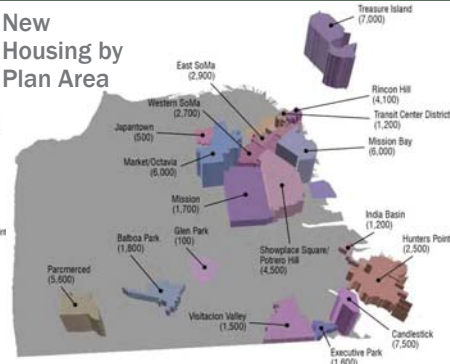 New
Housing by
Plan Area
Treasure Island
(7,000)
East SoMa
(2,900)
Rincon Hill
(4,100)
Western SoMa
(2,700)
Transit Center District
(1,200)
Japantown
(500)
Mission Bay
(6,000)
Market/Octavia
(6,000)
Mission
(1,700)
India Basin
(1,200)
Hunters Point
(2,500)
Glen Park
(100)
Balboa Park
(1,800)
Showplace Square/
Potrero Hill
(4,500)
Parcmerced
(5,600)
Visitacion Valley
(1,500)
Candlestick
(7,500)
Executive Park
(1,600)